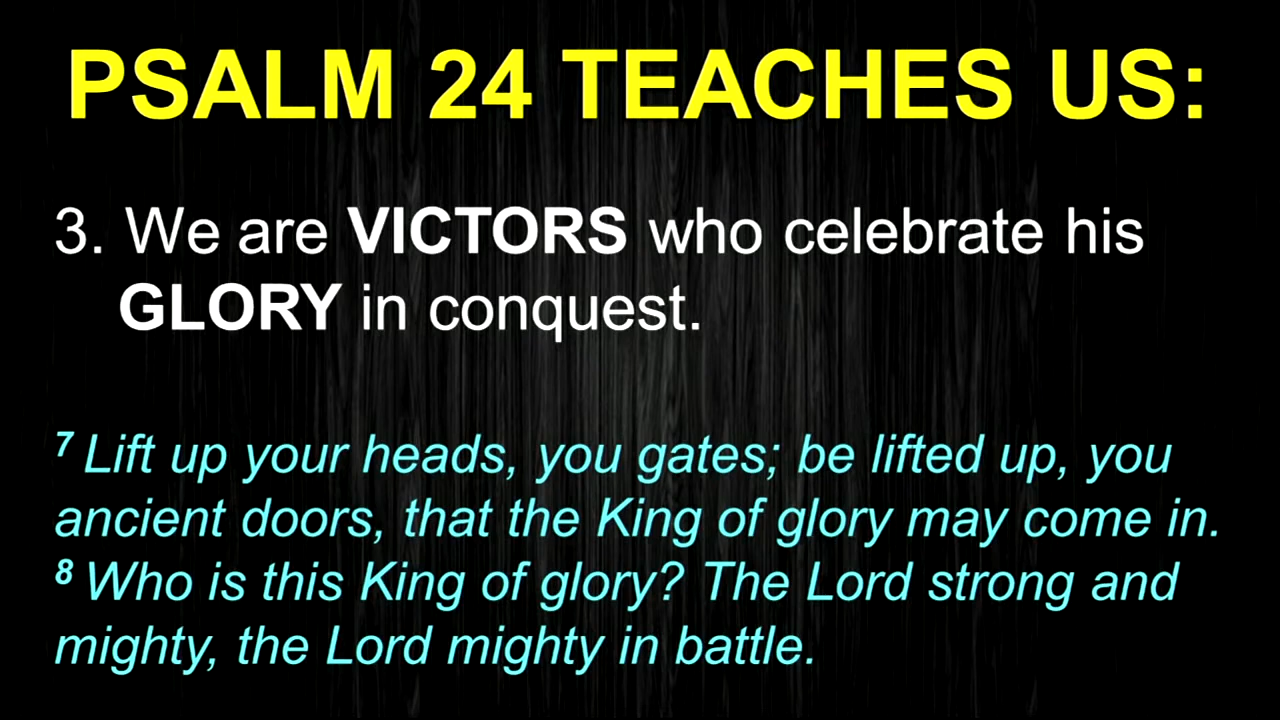 PSALM 24 TEACHES US:
3. We are VICTORS who celebrate his
GLORY in conquest.
7 Lift up your heads, you gates; be lifted up, you
ancient doors, that the King of glory may come in.
8 Who is this King of glory? The Lord strong and
mighty, the Lord mighty in battle.